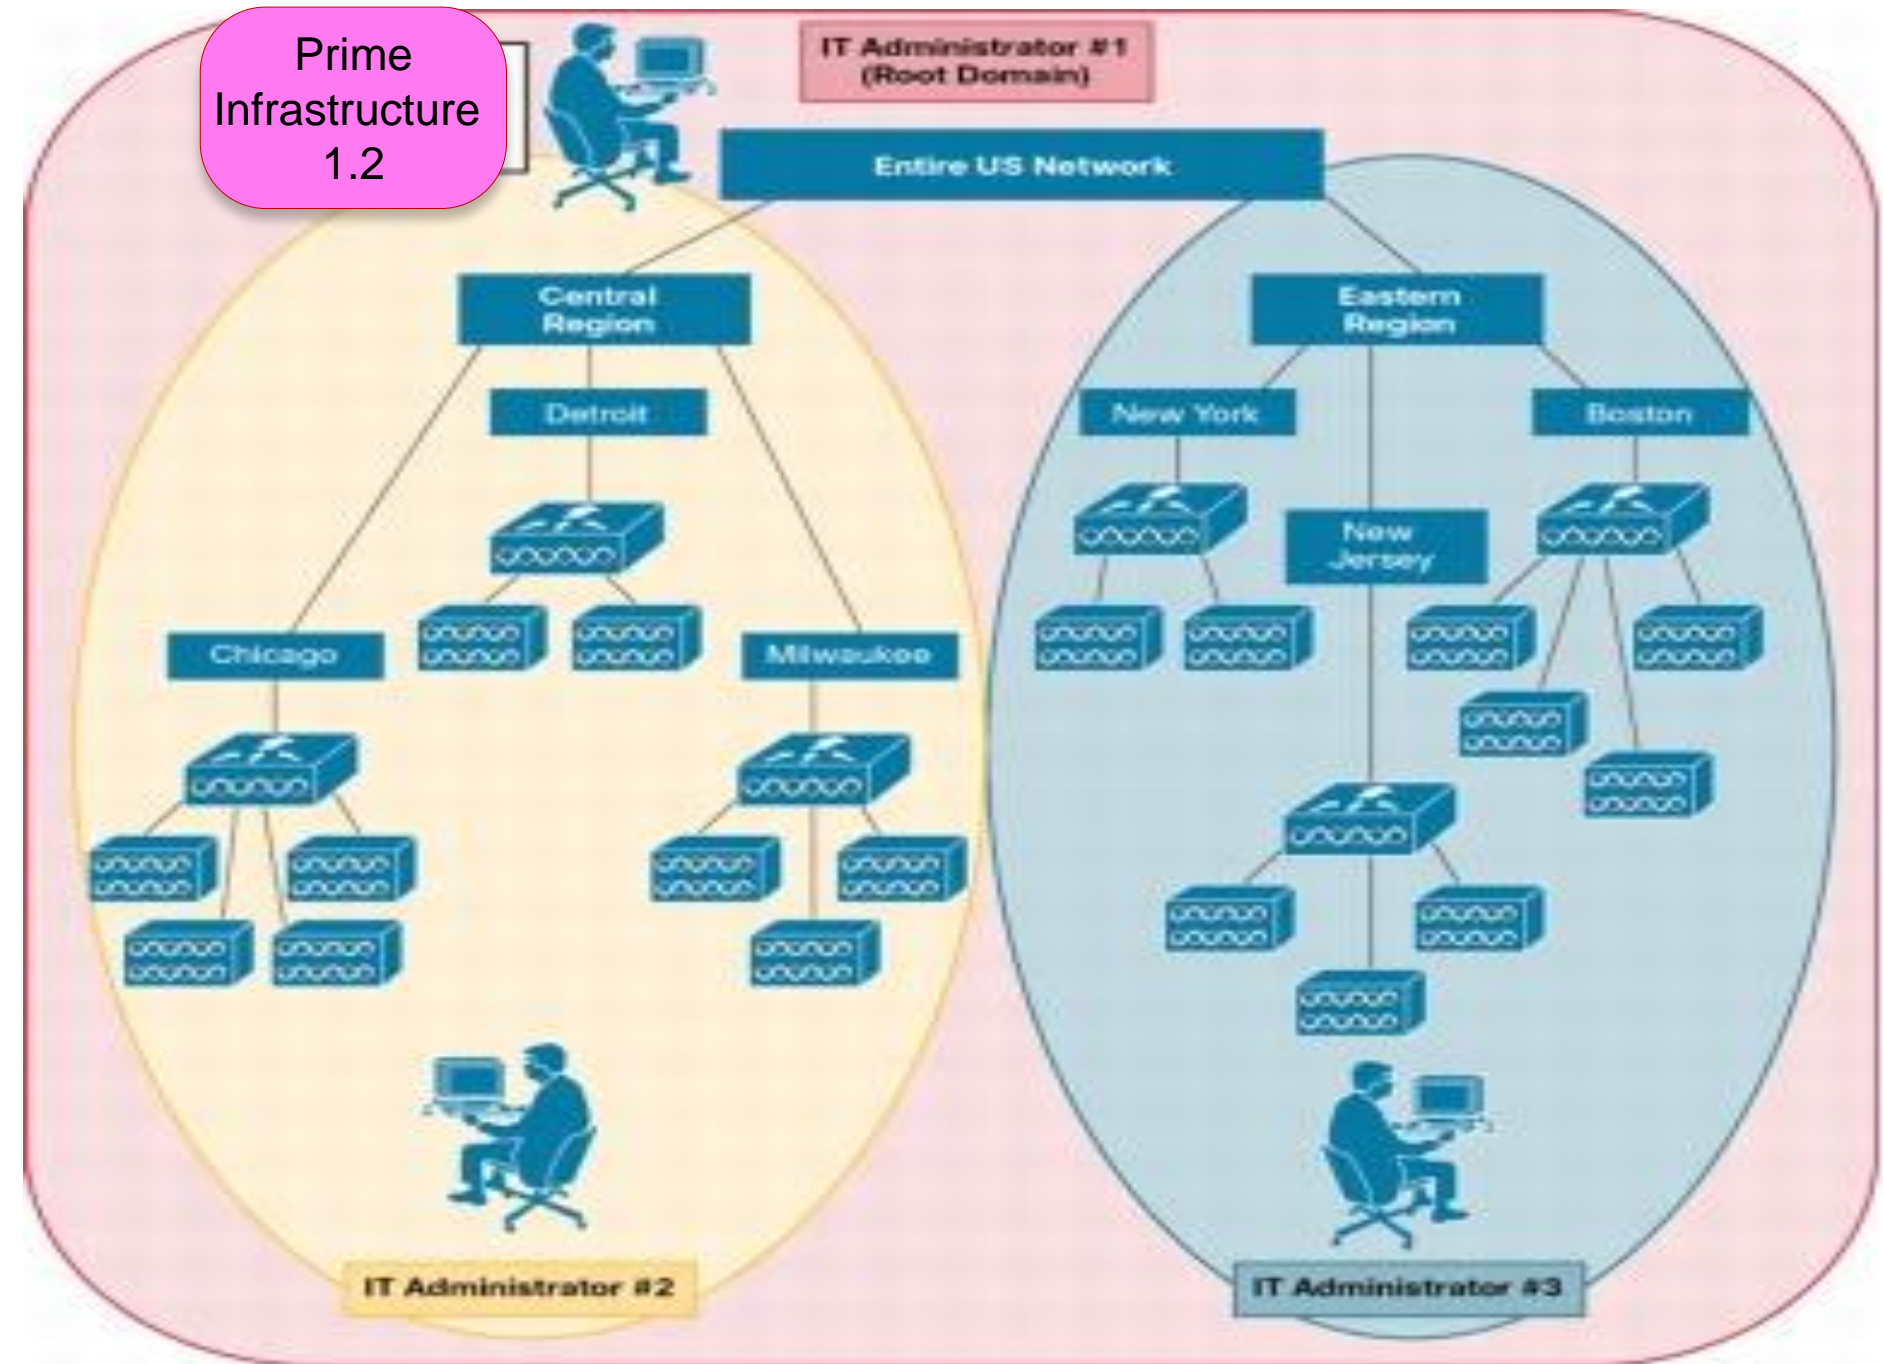 Prime
Infrastructure
1.2
IT Administrator #1
(Root Domain)
Entire US Network
Central
Region
Eastern
Region
Detroit
New York
Boston
New
Jersey
Chicago
Milwaukee
IT Administrator #2
IT Administrator #3